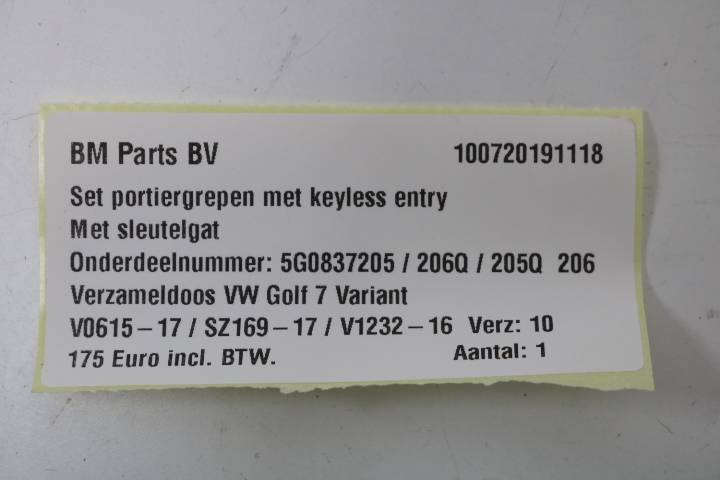 BM Parts BV 100720191118
Set portiergrepen met keyless entry
Met sleutelgat
Onderdeelnummer: 5G0837205 / 206Q / 205Q 206
Verzameldoos VW Golf 7 Variant
V0615-17 / SZ169-17 / V1232-16 Verz: 10
175 Euro incl. BTW. Aantal: 1